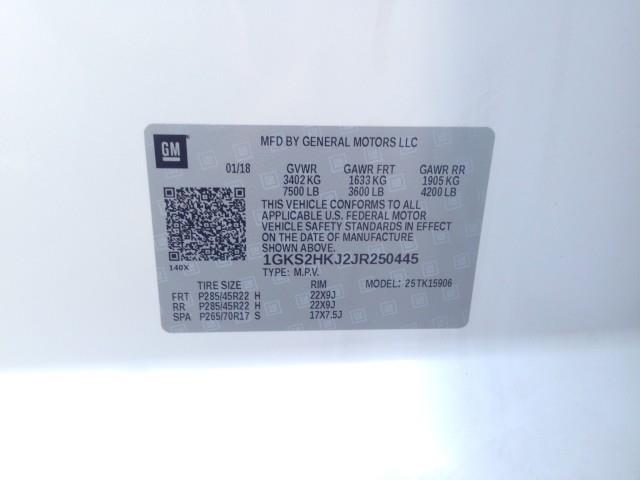 GM
MFD BY GENERAL MOTORS LLC
01/18 GVWR GAWR FRT GAWR RR
3402 KG 1633 KG 1905 KG
7500 LB 3600 LB 4200 LB
THIS VEHICLE CONFORMS TO ALL
APPLICABLE U.S. FEDERAL MOTOR
VEHICLE SAFETY STANDARDS IN EFFECT
ON THE DATE OF MANUFACTURE
SHOWN ABOVE.
140X
1GKS2HKJ2JR250445
TYPE: M.P.V. MODEL: 25TK15906
TIRE SIZE RIM
FRT P285/45R22 H 22X9J
RR P285/45R22 H 22X9J
SPA P265/70R17 S 17X7.5J